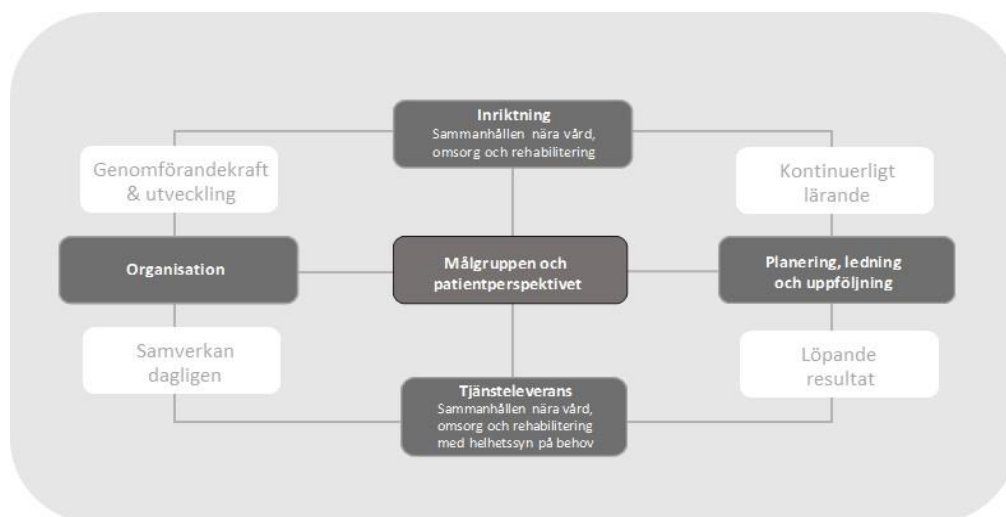 Inriktning
Sammanhållen nära vård,
omsorg och rehabilitering
Genomförandekraft
& utveckling
Kontinuerligt
lärande
Organisation
Målgruppen och
patientperspektivet
Planering, ledning
och uppföljning
Samverkan
dagligen
Löpande
resultat
Tjänsteleverans
Sammanhållen nära vård,
omsorg och rehabilitering
med helhetssyn på behov